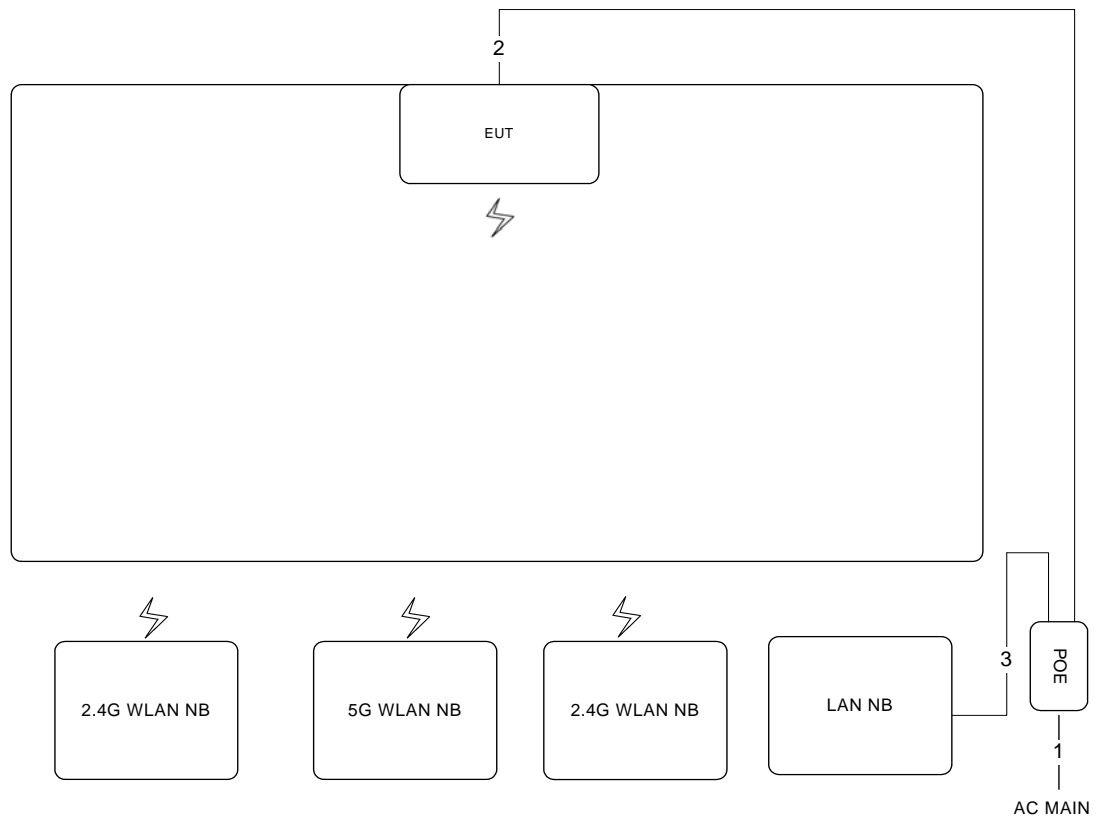 2
EUT
2.4G WLAN NB
5G WLAN NB
2.4G WLAN NB
LAN NB
3
POE
1
AC MAIN